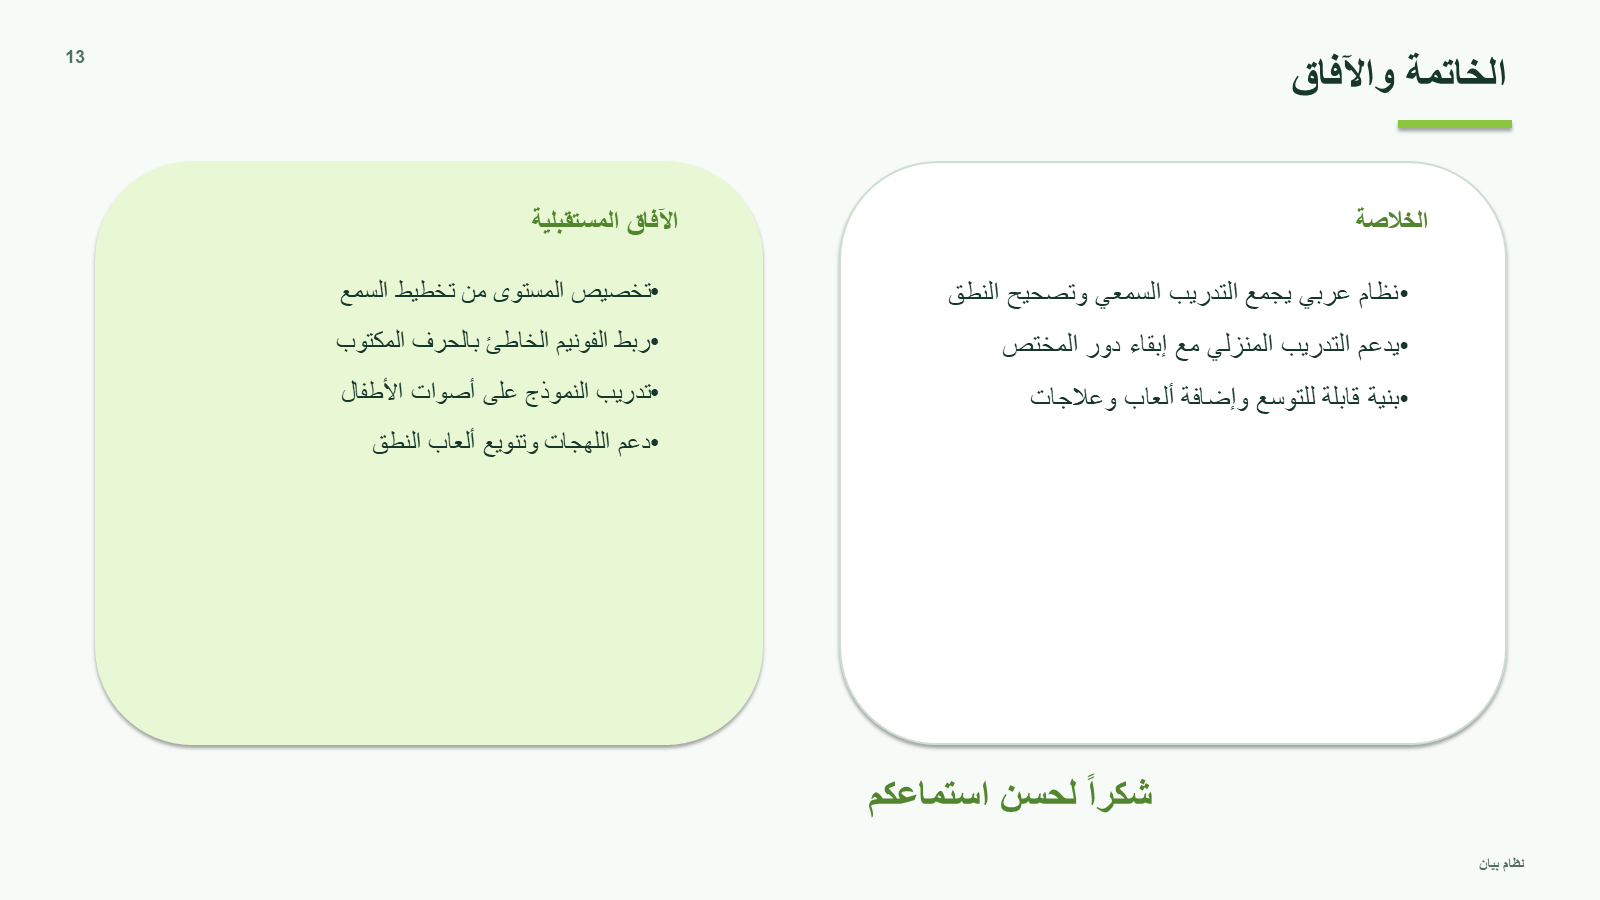 13
الخاتمة والآفاق
الخلاصة
•نظام عربي يجمع التدريب السمعي وتصحيح النطق
•يدعم التدريب المنزلي مع إبقاء دور المختص
•بنية قابلة للتوسع وإضافة ألعاب وعلاجات
الآفاق المستقبلية
•تخصيص المستوى من تخطيط السمع
•ربط الفونيم الخاطئ بالحرف المكتوب
•تدريب النموذج على أصوات الأطفال
•دعم اللهجات وتنويع ألعاب النطق
شكراً لحسن استماعكم
نظام بيان